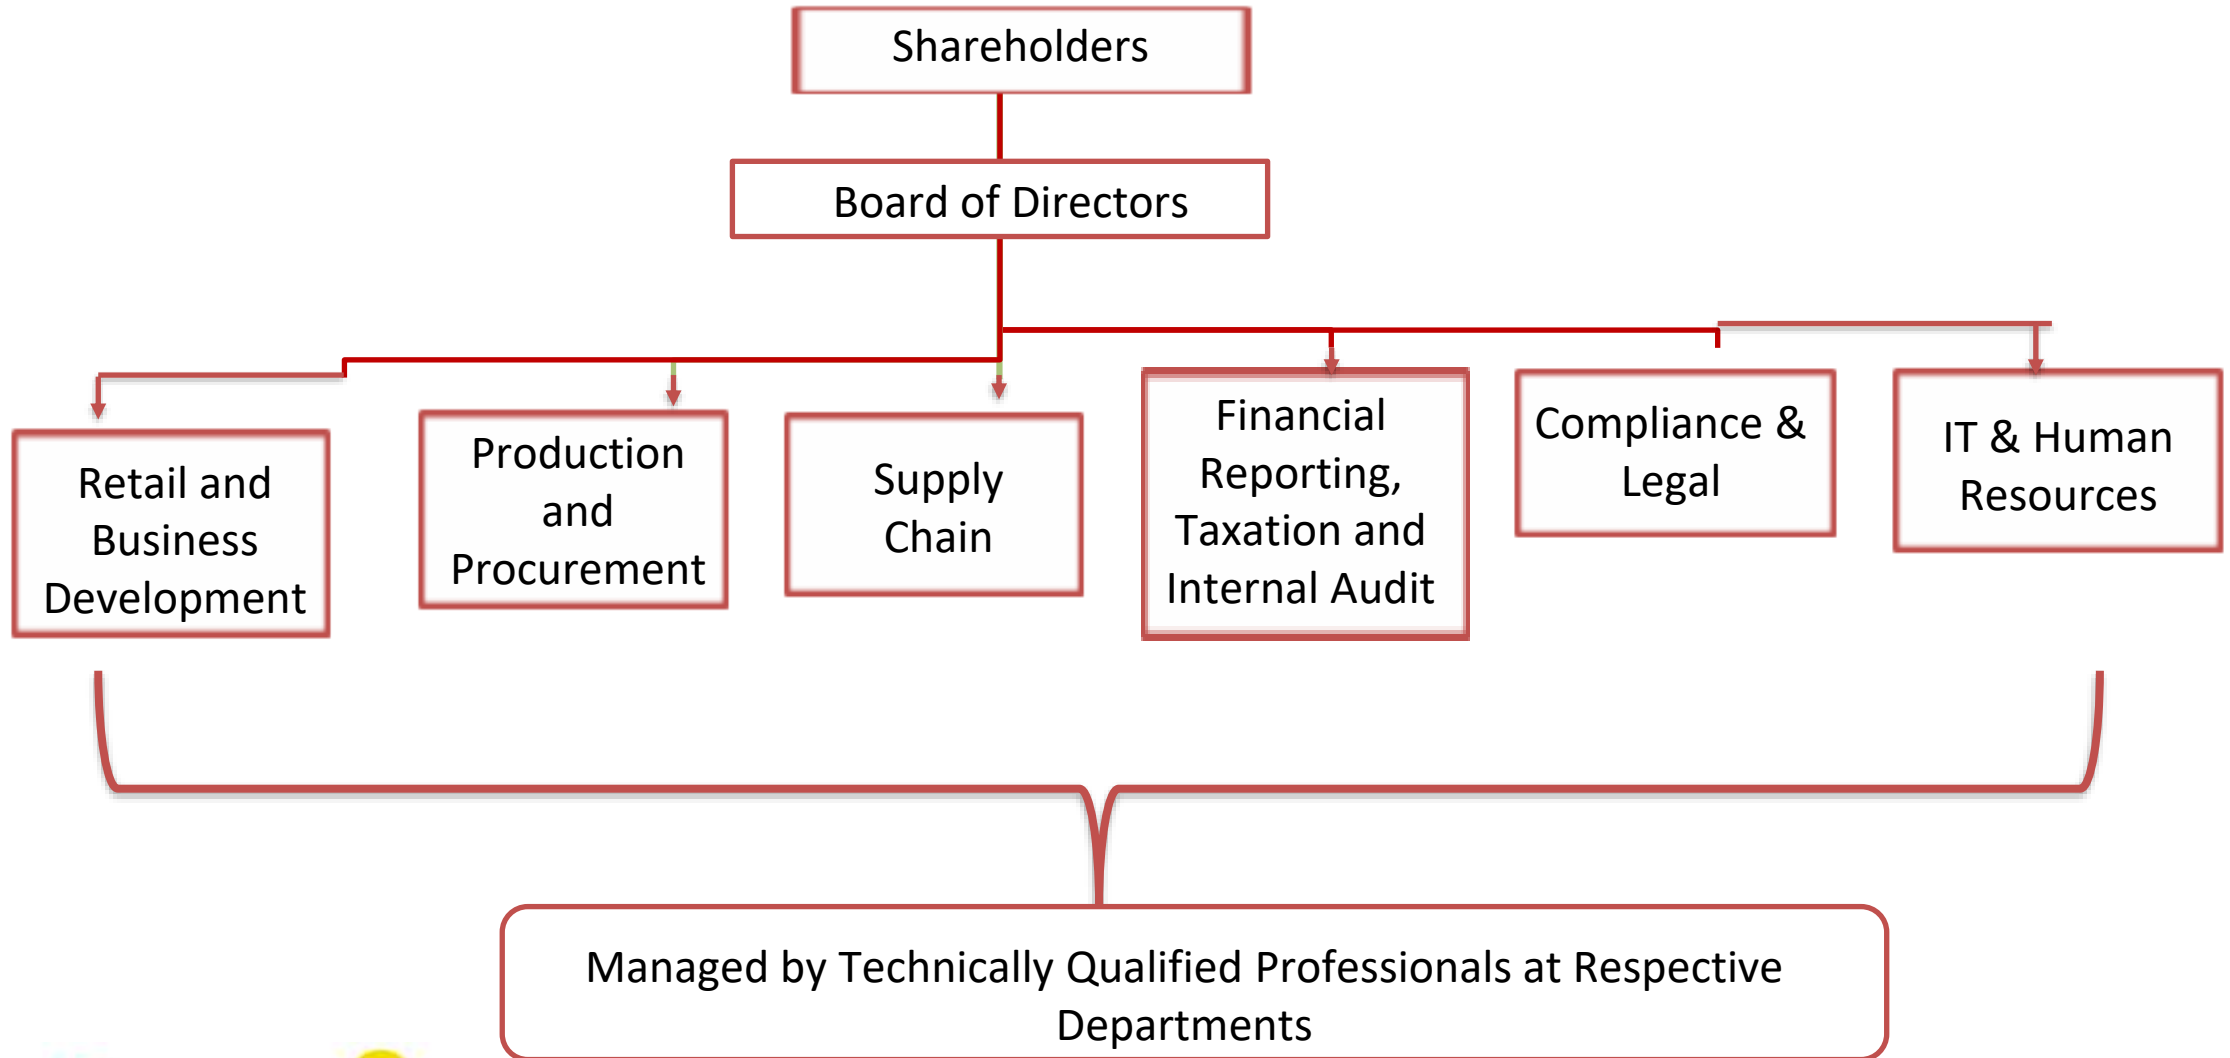 Shareholders
Board of Directors
Retail and
Business
Development
Production
and
Procurement
Supply
Chain
Financial
Reporting,
Taxation and
Internal Audit
Compliance &
Legal
IT & Human
Resources
Managed by Technically Qualified Professionals at Respective
Departments